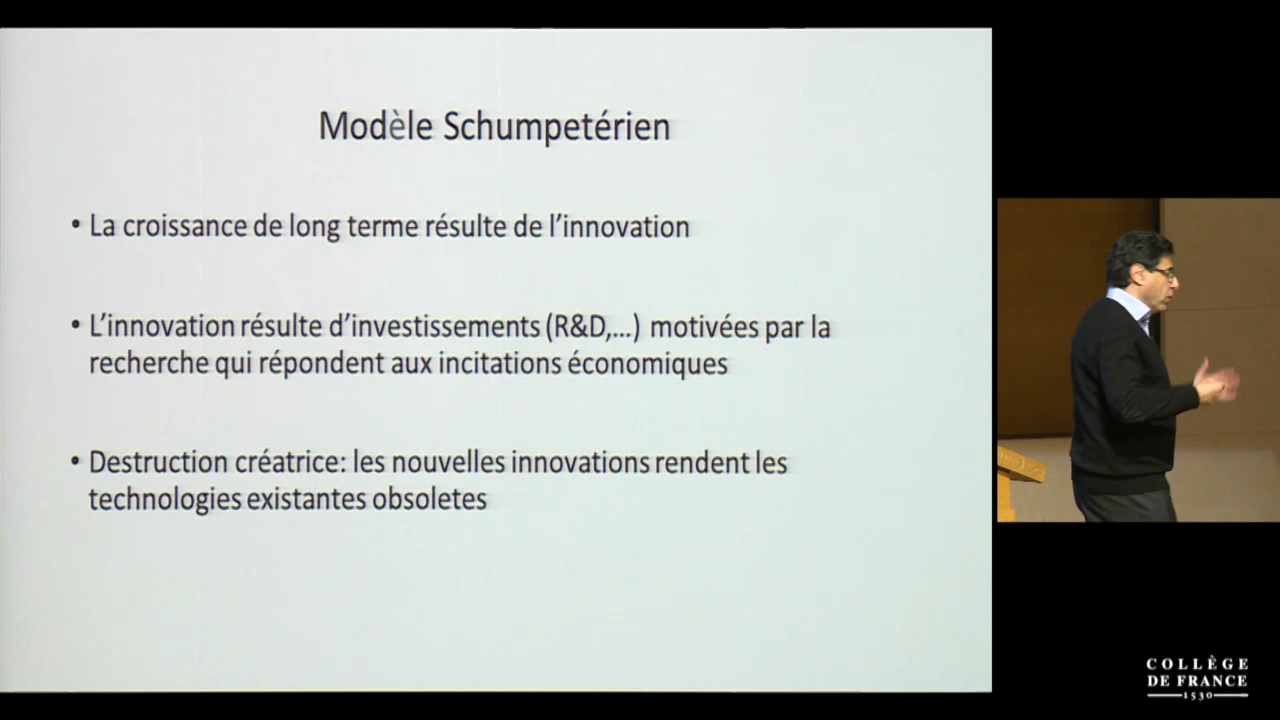 Modèle Schumpetérien
• La croissance de long terme résulte de l’innovation
• L’innovation résulte d’investissements (R&D,...) motivées par la
recherche qui répondent aux incitations économiques
• Destruction créatrice: les nouvelles innovations rendent les
technologies existantes obsoletes
COLLÈGE
DE FRANCE
1530